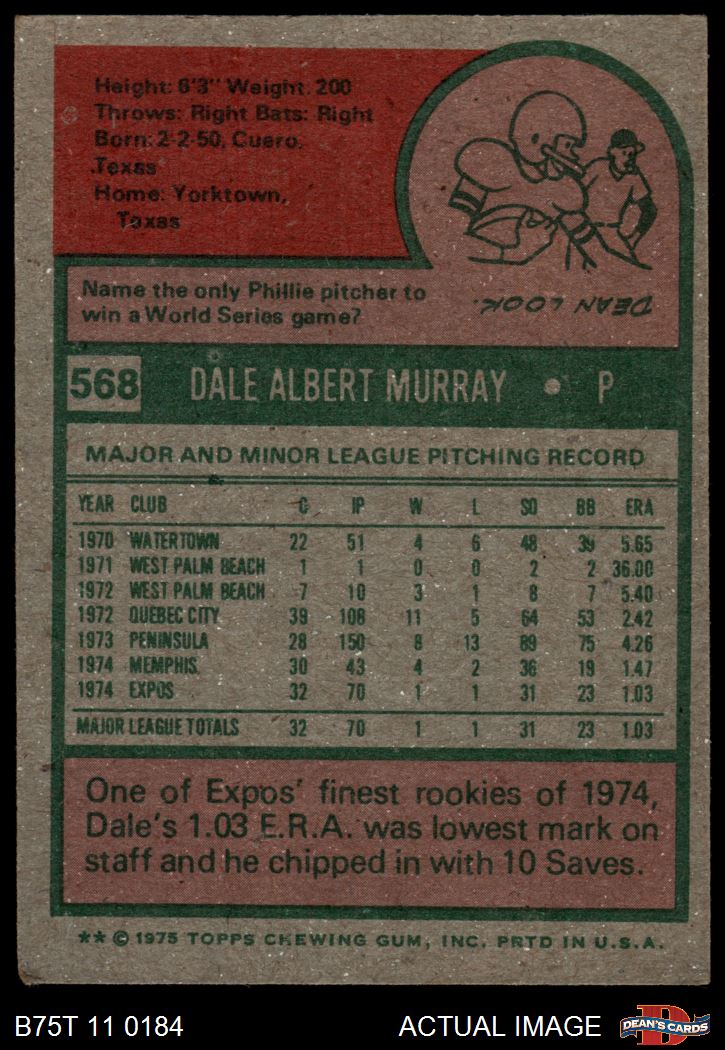 Height: 6'3" Weight: 200
Throws: Right Bats: Right
Born: 2-2-50, Cuero,
Texas
Home: Yorktown,
Texas
Name the only Phillie pitcher to
win a World Series game?
DEAN LOOK.
568 DALE ALBERT MURRAY • P
MAJOR AND MINOR LEAGUE PITCHING RECORD
YEAR CLUB G IP W L SO BB ERA
1970 WATERTOWN 22 51 4 6 48 39 5.65
1971 WEST PALM BEACH 1 1 0 0 2 2 36.00
1972 WEST PALM BEACH 7 10 3 1 8 7 5.40
1972 QUEBEC CITY 39 108 11 5 64 53 2.42
1973 PENINSULA 28 150 8 13 89 75 4.26
1974 MEMPHIS 30 43 4 2 36 19 1.47
1974 EXPOS 32 70 1 1 31 23 1.03
MAJOR LEAGUE TOTALS 32 70 1 1 31 23 1.03
One of Expos' finest rookies of 1974,
Dale's 1.03 E.R.A. was lowest mark on
staff and he chipped in with 10 Saves.
** © 1975 TOPPS CHEWING GUM, INC. PRTD IN U.S.A.
B75T 11 0184 ACTUAL IMAGE D DEAN'S CARDS